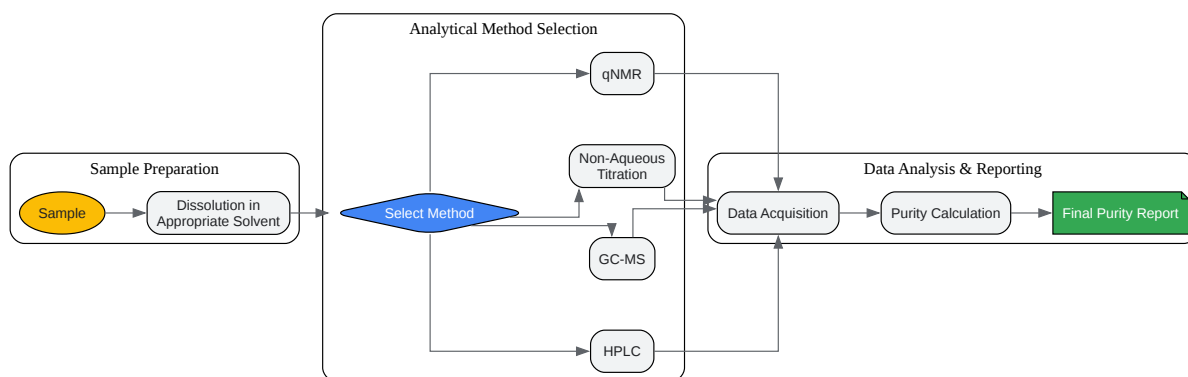 Analytical Method Selection
qNMR
Non-Aqueous
Titration
Sample Preparation
Data Analysis & Reporting
Sample
Dissolution in
Appropriate Solvent
Select Method
Data Acquisition
Purity Calculation
Final Purity Report
GC-MS
HPLC